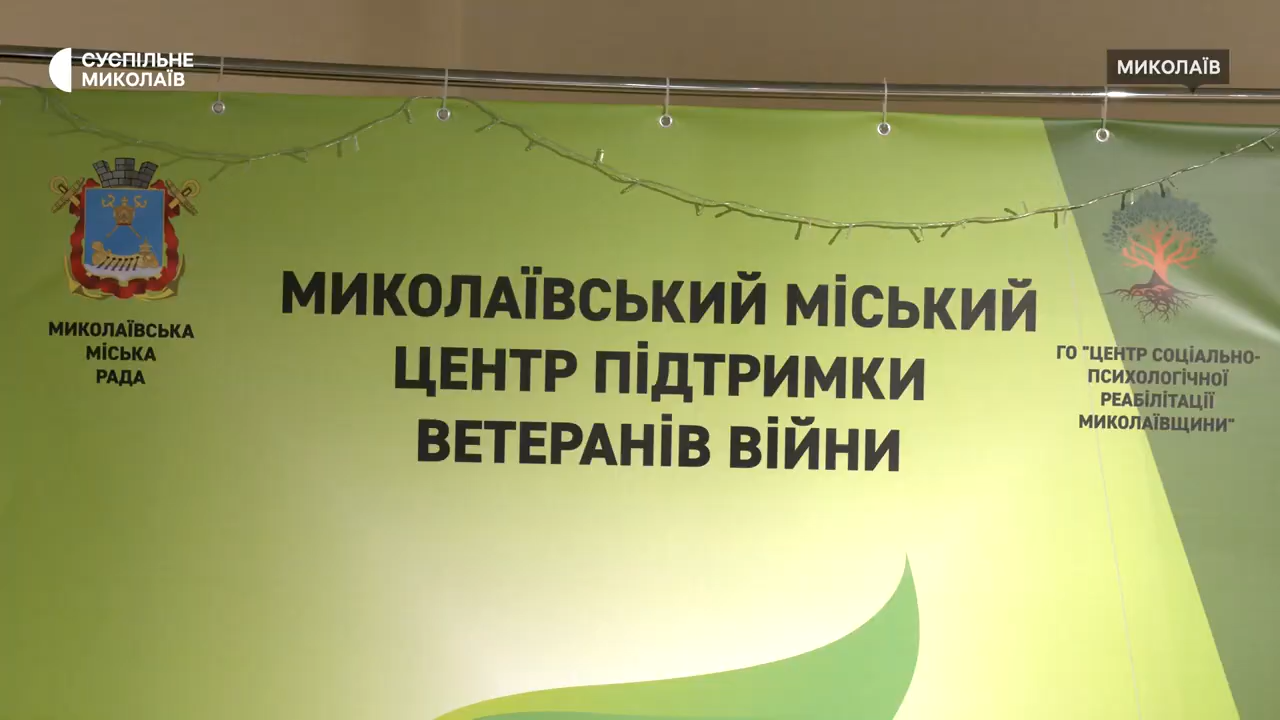 СУСПІЛЬНЕ
МИКОЛАЇВ
МИКОЛАЇВ
МИКОЛАЇВСЬКА
МІСЬКА
РАДА
МИКОЛАЇВСЬКИЙ МІСЬКИЙ
ЦЕНТР ПІДТРИМКИ
ВЕТЕРАНІВ ВІЙНИ
ГО "ЦЕНТР СОЦІАЛЬНО-
ПСИХОЛОГІЧНОЇ
РЕАБІЛІТАЦІЇ
МИКОЛАЇВЩИНИ"